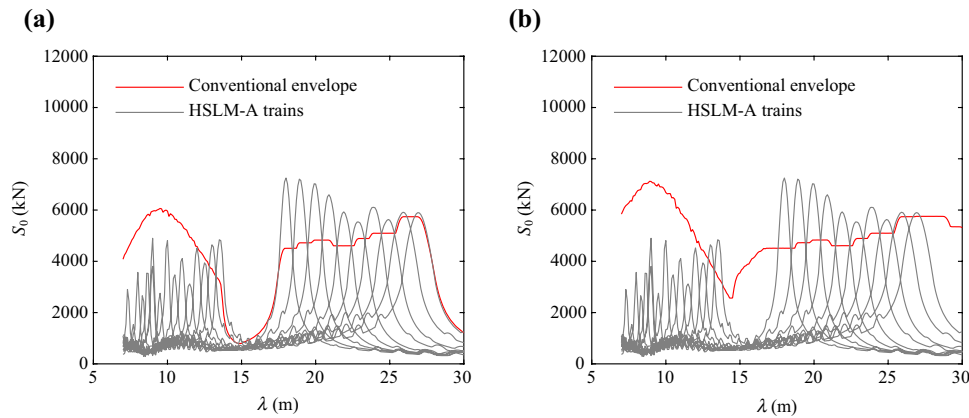 (a)
12000
10000
8000
6000
4000
2000
0
S₀ (kN)
Conventional envelope
HSLM-A trains
5 10 15 20 25 30
λ (m)
(b)
12000
10000
8000
6000
4000
2000
0
S₀ (kN)
Conventional envelope
HSLM-A trains
5 10 15 20 25 30
λ (m)